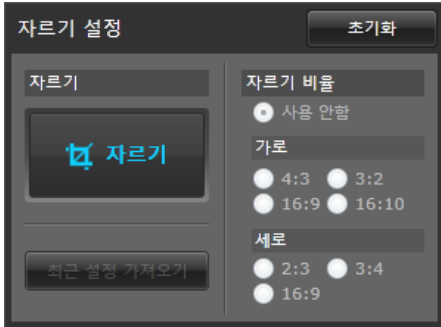 자르기 설정
초기화
자르기
자르기
최근 설정 가져오기
자르기 비율
사용 안함
가로
4:3 3:2
16:9 16:10
세로
2:3 3:4
16:9